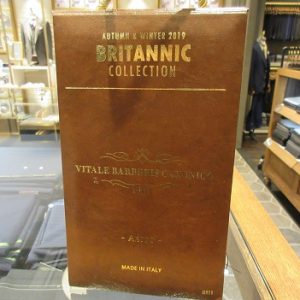 AUTUMN & WINTER 2019
BRITANNIC
COLLECTION
VITALE BARBERIS CANONICO
MADE IN ITALY